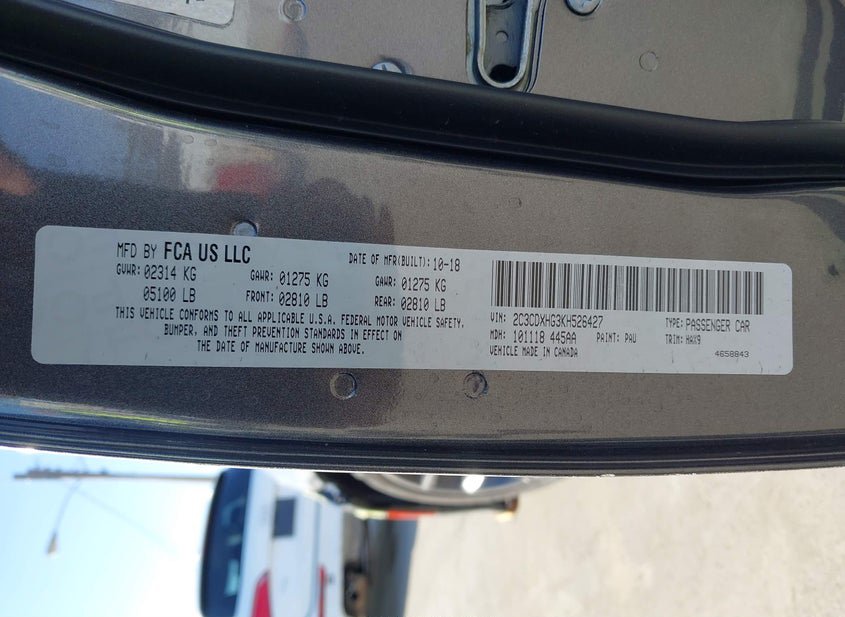 MFD BY FCA US LLC DATE OF MFR(BUILT): 10-18
GVWR: 02314 KG GAWR: 01275 KG GAWR: 01275 KG
05100 LB FRONT: 02810 LB REAR: 02810 LB
THIS VEHICLE CONFORMS TO ALL APPLICABLE U.S.A. FEDERAL MOTOR VEHICLE SAFETY,
BUMPER, AND THEFT PREVENTION STANDARDS IN EFFECT ON
THE DATE OF MANUFACTURE SHOWN ABOVE.
VIN: 2C3CDXHG3KH526427 TYPE: PASSENGER CAR
MDH: 101118 445AA PAINT: PAU TRIM: HAK9
VEHICLE MADE IN CANADA 4658843